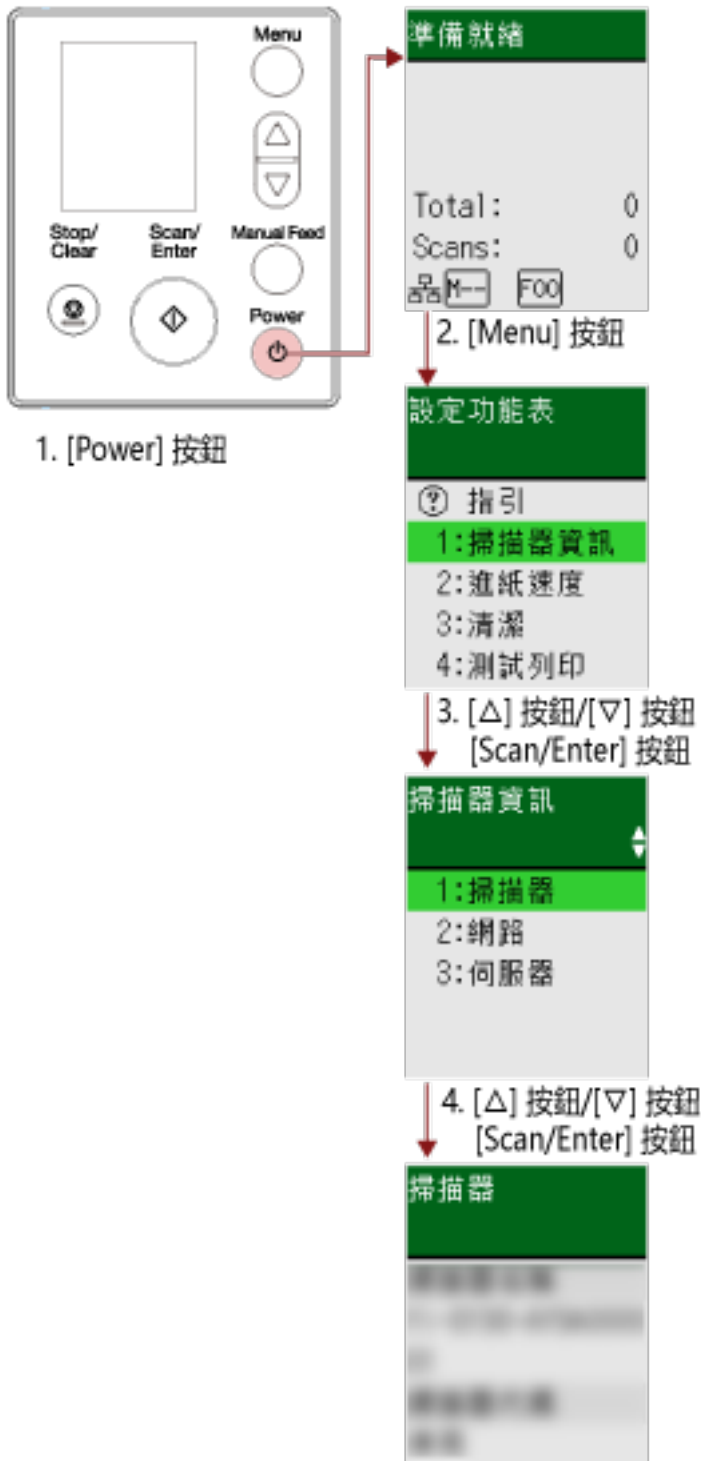 Menu
Stop/
Clear
Scan/
Enter
Manual Feed
Power
1. [Power] 按鈕
準備就緒
Total: 0
Scans: 0
M-- F00
2. [Menu] 按鈕
設定功能表
? 指引
1:掃描器資訊
2:進紙速度
3:清潔
4:測試列印
3. [△] 按鈕/[▽] 按鈕
[Scan/Enter] 按鈕
掃描器資訊
1:掃描器
2:網路
3:伺服器
4. [△] 按鈕/[▽] 按鈕
[Scan/Enter] 按鈕
掃描器